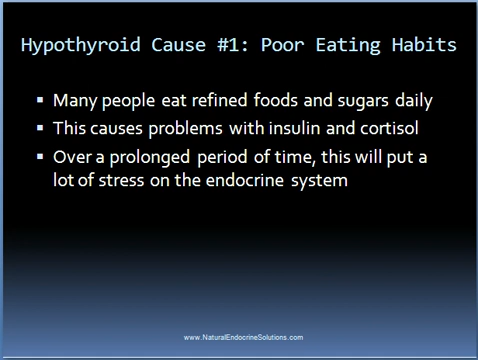 Hypothyroid Cause #1: Poor Eating Habits
▪ Many people eat refined foods and sugars daily
▪ This causes problems with insulin and cortisol
▪ Over a prolonged period of time, this will put a
lot of stress on the endocrine system
www.NaturalEndocrineSolutions.com